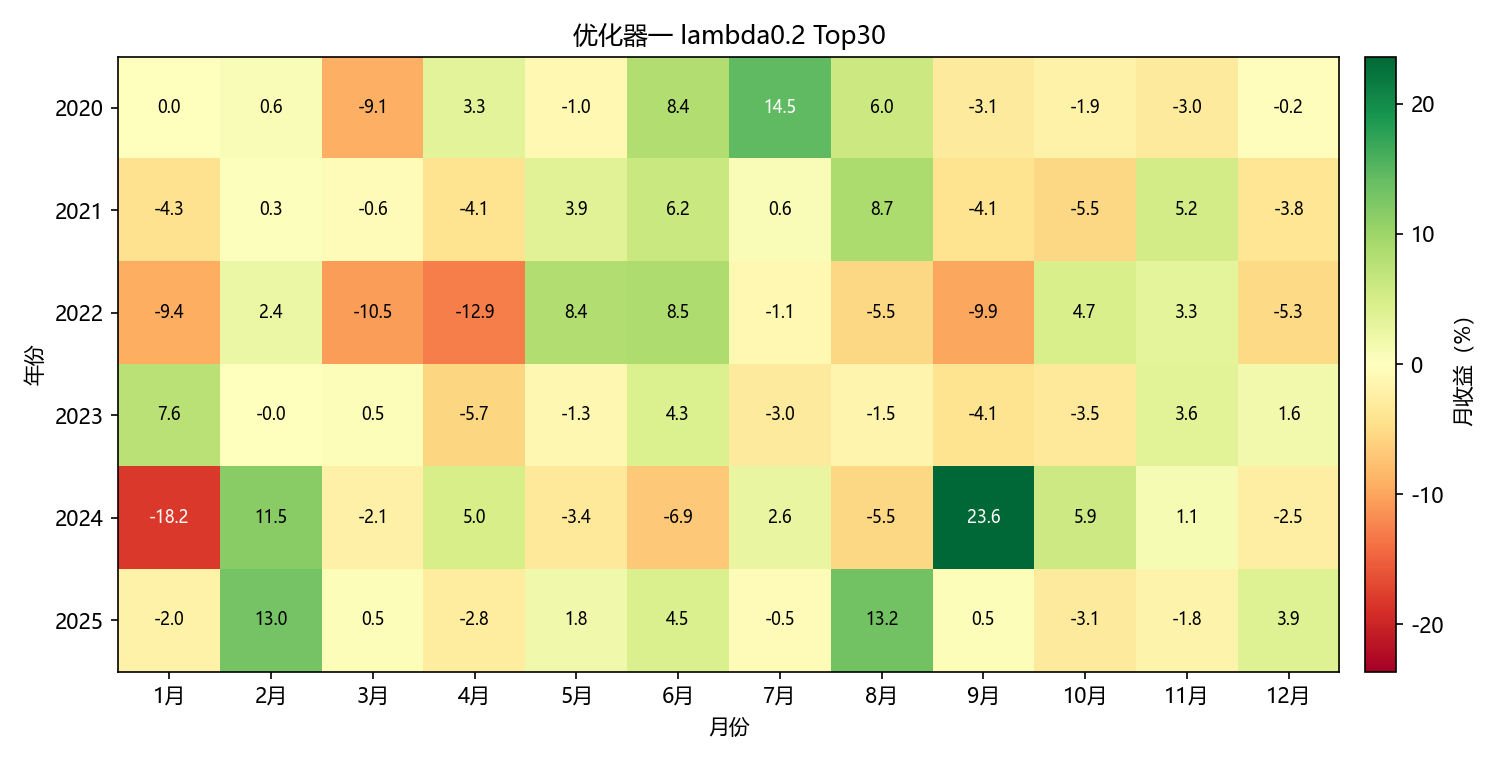 优化器一 lambda0.2 Top30
2020 0.0 0.6 -9.1 3.3 -1.0 8.4 14.5 6.0 -3.1 -1.9 -3.0 -0.2
2021 -4.3 0.3 -0.6 -4.1 3.9 6.2 0.6 8.7 -4.1 -5.5 5.2 -3.8
2022 -9.4 2.4 -10.5 -12.9 8.4 8.5 -1.1 -5.5 -9.9 4.7 3.3 -5.3
2023 7.6 -0.0 0.5 -5.7 -1.3 4.3 -3.0 -1.5 -4.1 -3.5 3.6 1.6
2024 -18.2 11.5 -2.1 5.0 -3.4 -6.9 2.6 -5.5 23.6 5.9 1.1 -2.5
2025 -2.0 13.0 0.5 -2.8 1.8 4.5 -0.5 13.2 0.5 -3.1 -1.8 3.9
1月 2月 3月 4月 5月 6月 7月 8月 9月 10月 11月 12月
月份
年份
20
10
0
-10
-20
月收益 (%)